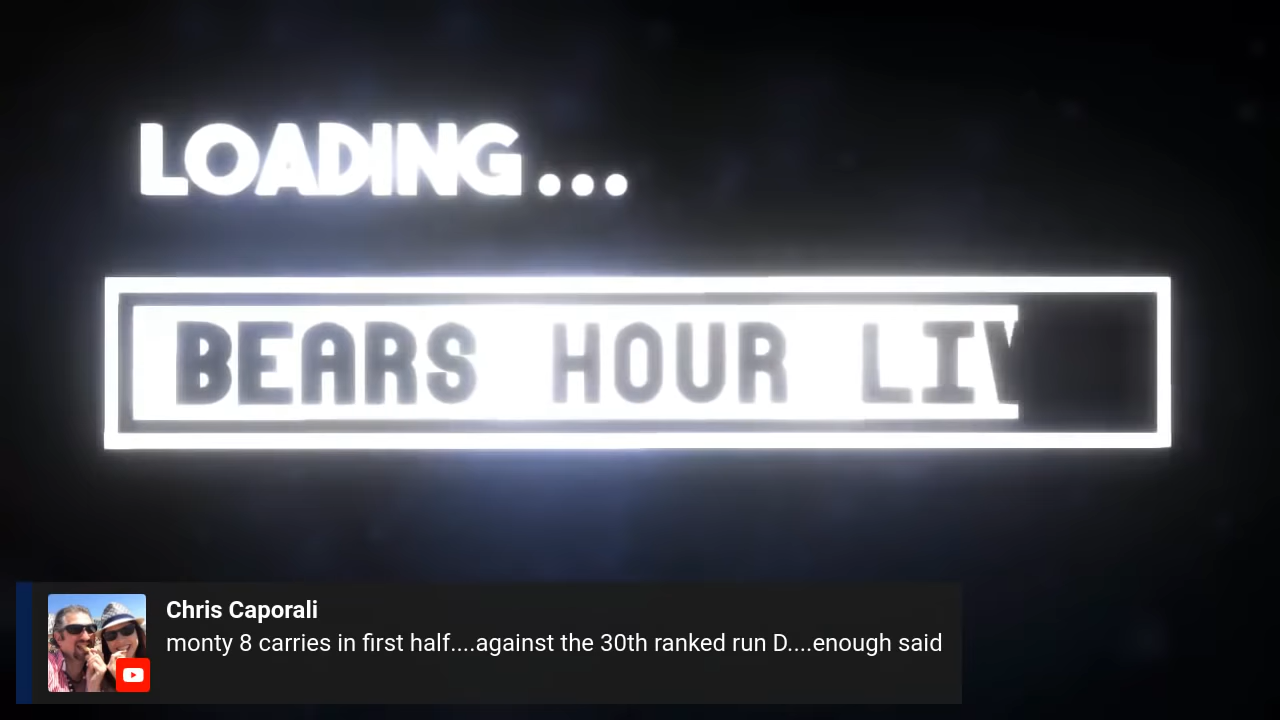 LOADING...
BEARS HOUR LIV
Chris Caporali
monty 8 carries in first half....against the 30th ranked run D....enough said